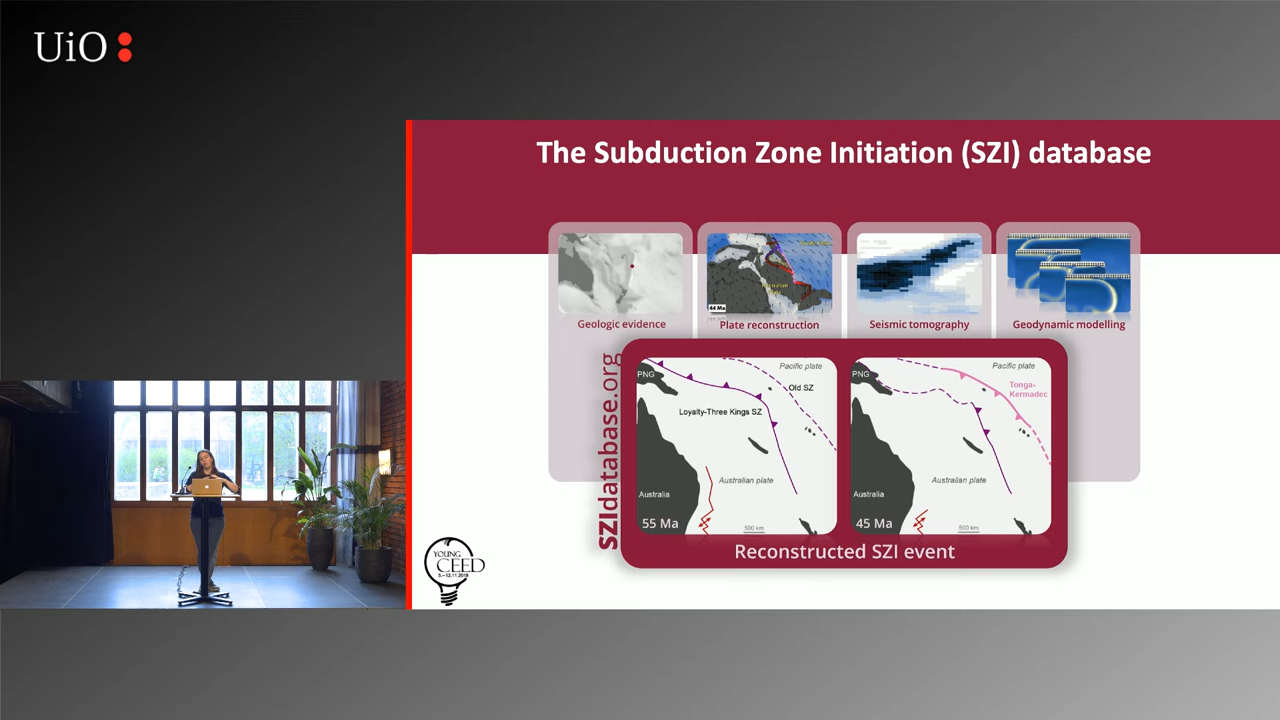 UiO
The Subduction Zone Initiation (SZI) database
Geologic evidence
44 Ma
Plate reconstruction
Seismic tomography
Geodynamic modelling
SZIdatabase.org
PNG
Pacific plate
Old SZ
Loyalty-Three Kings SZ
Australian plate
Australia
55 Ma
500 km
PNG
Pacific plate
Tonga-
Kermadec
Australian plate
Australia
45 Ma
500 km
Reconstructed SZI event
YOUNG
CEED